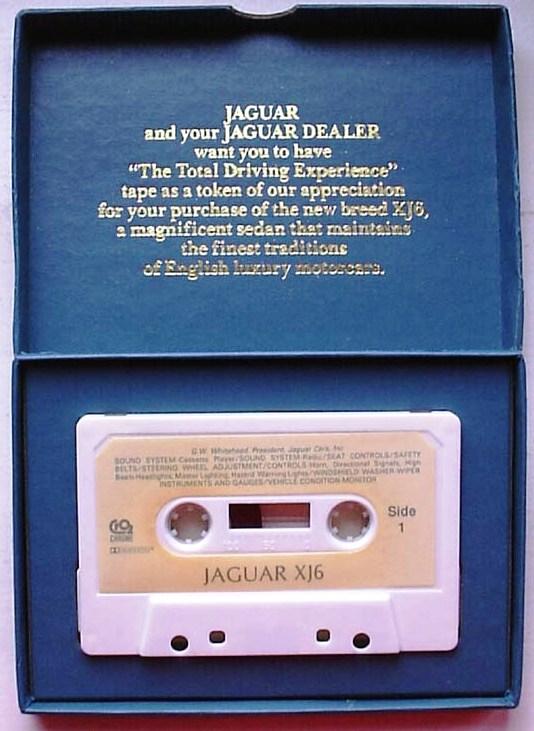 JAGUAR
and your JAGUAR DEALER
want you to have
“The Total Driving Experience”
tape as a token of our appreciation
for your purchase of the new breed XJ6,
a magnificent sedan that maintains
the finest traditions
of English luxury motorcars.
G.W. Whitehead, President, Jaguar Cars, Inc
SOUND SYSTEM-Cassette Player/SOUND SYSTEM-Radio/SEAT CONTROLS/SAFETY
BELTS/STEERING WHEEL ADJUSTMENT/CONTROLS-Horn, Directional Signals, High
Beam-Headlights, Master Lighting, Hazard Warning Lights/WINDSHIELD WASHER-WIPER
INSTRUMENTS AND GAUGES/VEHICLE CONDITION MONITOR
CrO2
CHROME
Side
1
JAGUAR XJ6